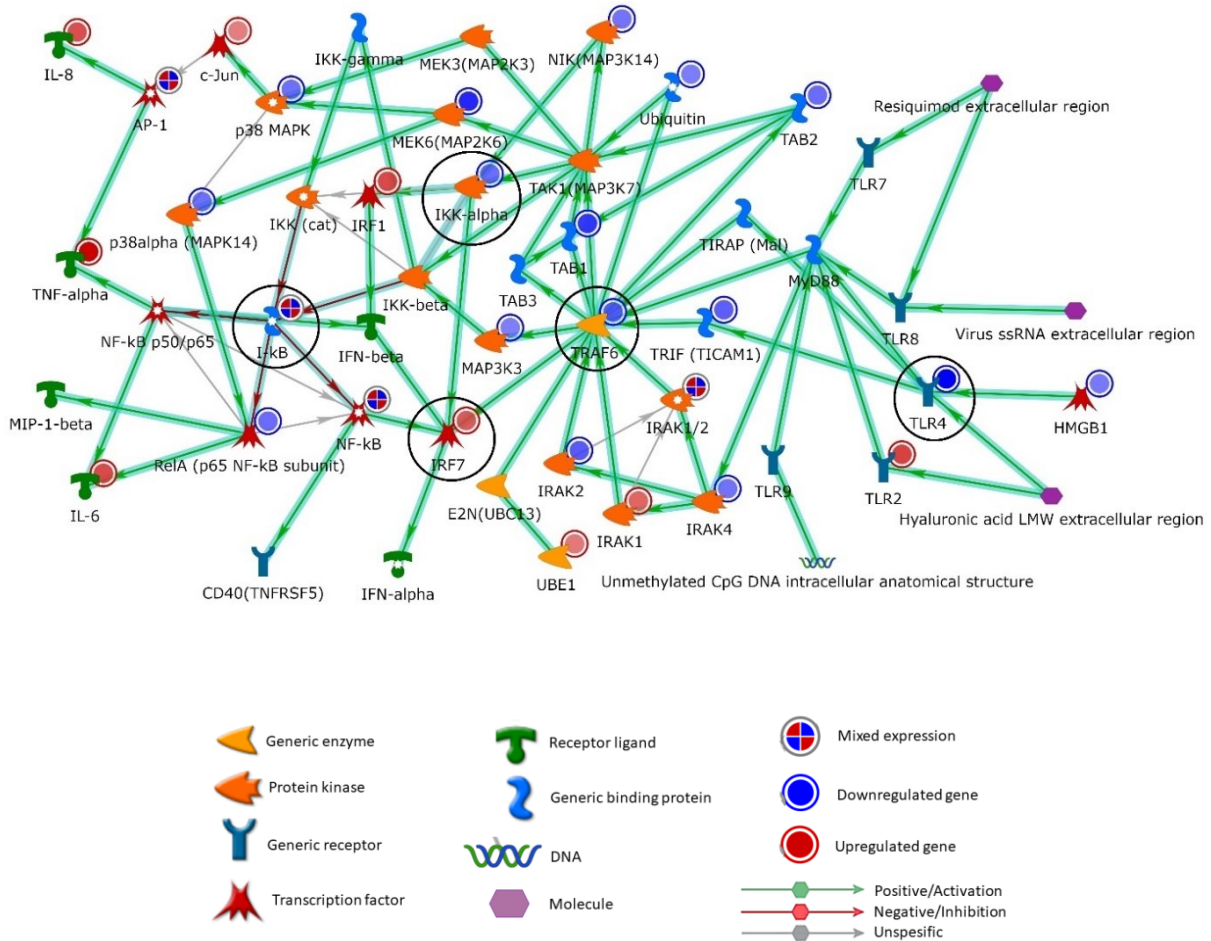 IL-8
c-Jun
IKK-gamma
MEK3(MAP2K3)
NIK(MAP3K14)
AP-1
p38 MAPK
MEK6(MAP2K6)
Ubiquitin
TAB2
Resiquimod extracellular region
TLR7
TAK1(MAP3K7)
IKK (cat)
IRF1
IKK-alpha
p38alpha (MAPK14)
TIRAP (Mal)
MyD88
TAB1
TAB3
TNF-alpha
IKK-beta
NF-kB p50/p65
I-kB
IFN-beta
MAP3K3
TRAF6
TRIF (TICAM1)
TLR8
Virus ssRNA extracellular region
MIP-1-beta
RelA (p65 NF-kB subunit)
NF-kB
IRF7
IRAK1/2
TLR4
HMGB1
IL-6
E2N(UBC13)
IRAK2
IRAK1
IRAK4
TLR9
TLR2
Hyaluronic acid LMW extracellular region
CD40(TNFRSF5)
IFN-alpha
UBE1
Unmethylated CpG DNA intracellular anatomical structure
Generic enzyme
Receptor ligand
Mixed expression
Protein kinase
Generic binding protein
Downregulated gene
Generic receptor
DNA
Upregulated gene
Transcription factor
Molecule
Positive/Activation
Negative/Inhibition
Unspesific